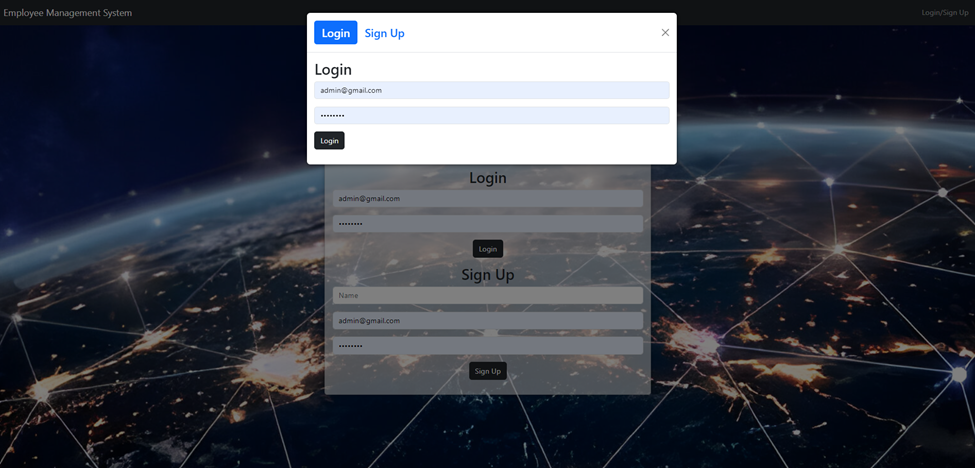 Employee Management System
Login/Sign Up
Login Sign Up
Login
admin@gmail.com
••••••••
Login
Login
admin@gmail.com
••••••••
Login
Sign Up
Name
admin@gmail.com
••••••••
Sign Up